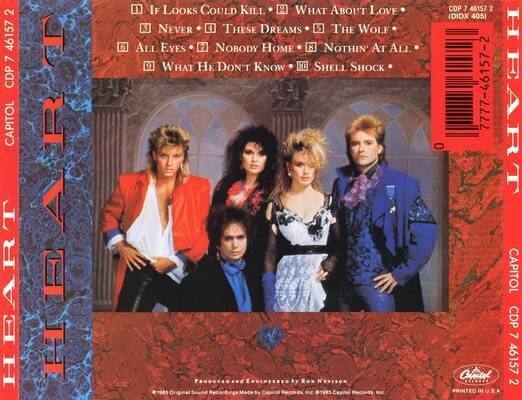 1 IF LOOKS COULD KILL • 2 WHAT ABOUT LOVE •
3 NEVER • 4 THESE DREAMS • 5 THE WOLF •
6 ALL EYES • 7 NOBODY HOME • 8 NOTHIN' AT ALL •
9 WHAT HE DON'T KNOW • 10 SHELL SHOCK •
CDP 7 46157 2
(DIDX 405)
0 7777-46157-2
HEART
CAPITOL CDP 7 46157 2
HEART
HEART
CAPITOL CDP 7 46157 2
PRODUCED AND ENGINEERED BY RON NEVISON
©1985 Original Sound Recordings Made by Capitol Records, Inc. ©1985 Capitol Records, Inc.
Capitol
RECORDS
PRINTED IN U.S.A.